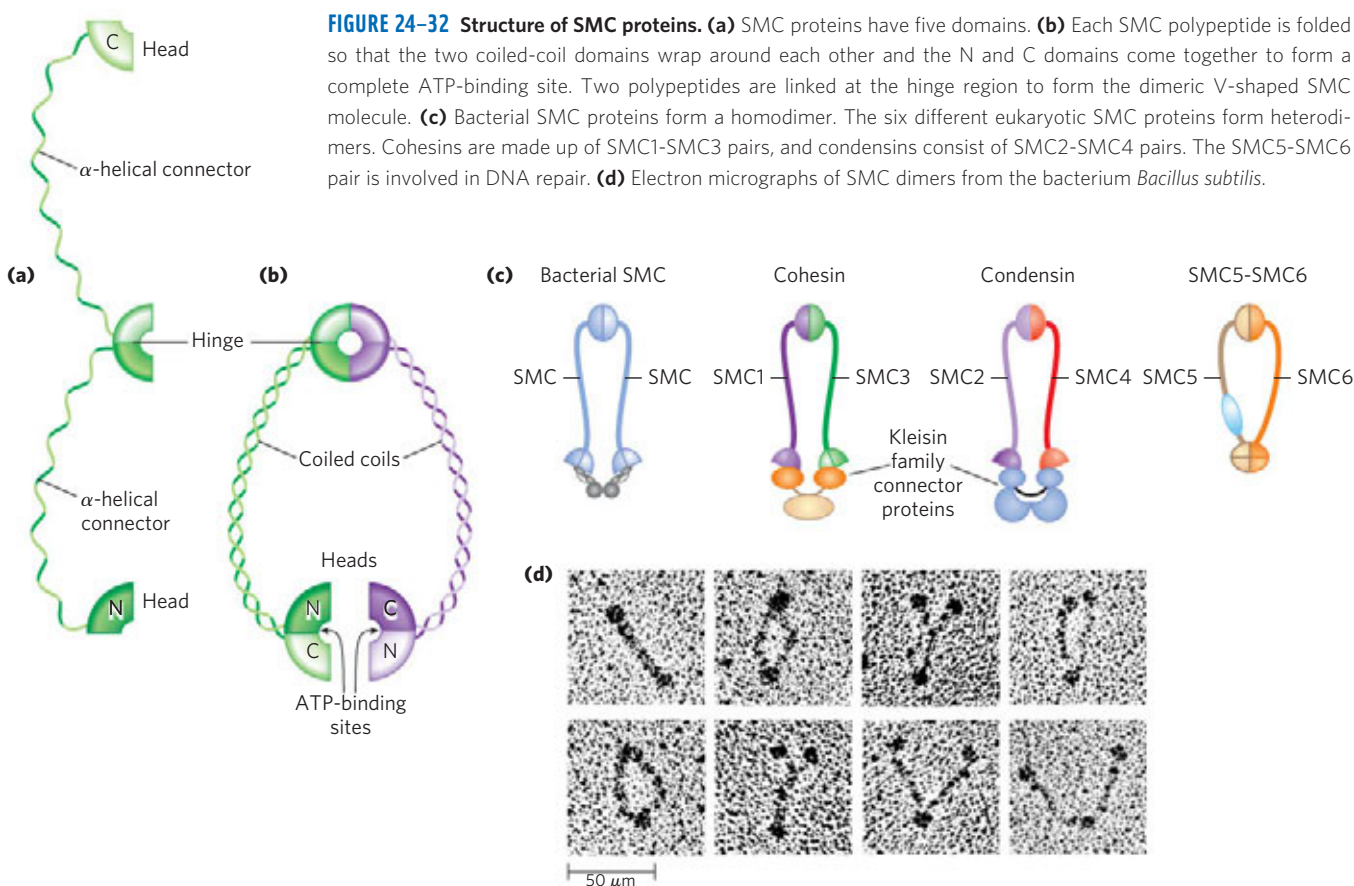 FIGURE 24–32 Structure of SMC proteins. (a) SMC proteins have five domains. (b) Each SMC polypeptide is folded
so that the two coiled-coil domains wrap around each other and the N and C domains come together to form a
complete ATP-binding site. Two polypeptides are linked at the hinge region to form the dimeric V-shaped SMC
molecule. (c) Bacterial SMC proteins form a homodimer. The six different eukaryotic SMC proteins form heterodi-
mers. Cohesins are made up of SMC1-SMC3 pairs, and condensins consist of SMC2-SMC4 pairs. The SMC5-SMC6
pair is involved in DNA repair. (d) Electron micrographs of SMC dimers from the bacterium Bacillus subtilis.
(a)
C
Head
α-helical connector
Hinge
α-helical
connector
N
Head
(b)
Coiled coils
Heads
N
C
C
N
ATP-binding
sites
(c)
Bacterial SMC
Cohesin
Condensin
SMC5-SMC6
SMC
SMC
SMC1
SMC3
SMC2
SMC4
SMC5
SMC6
Kleisin
family
connector
proteins
(d)
50 μm